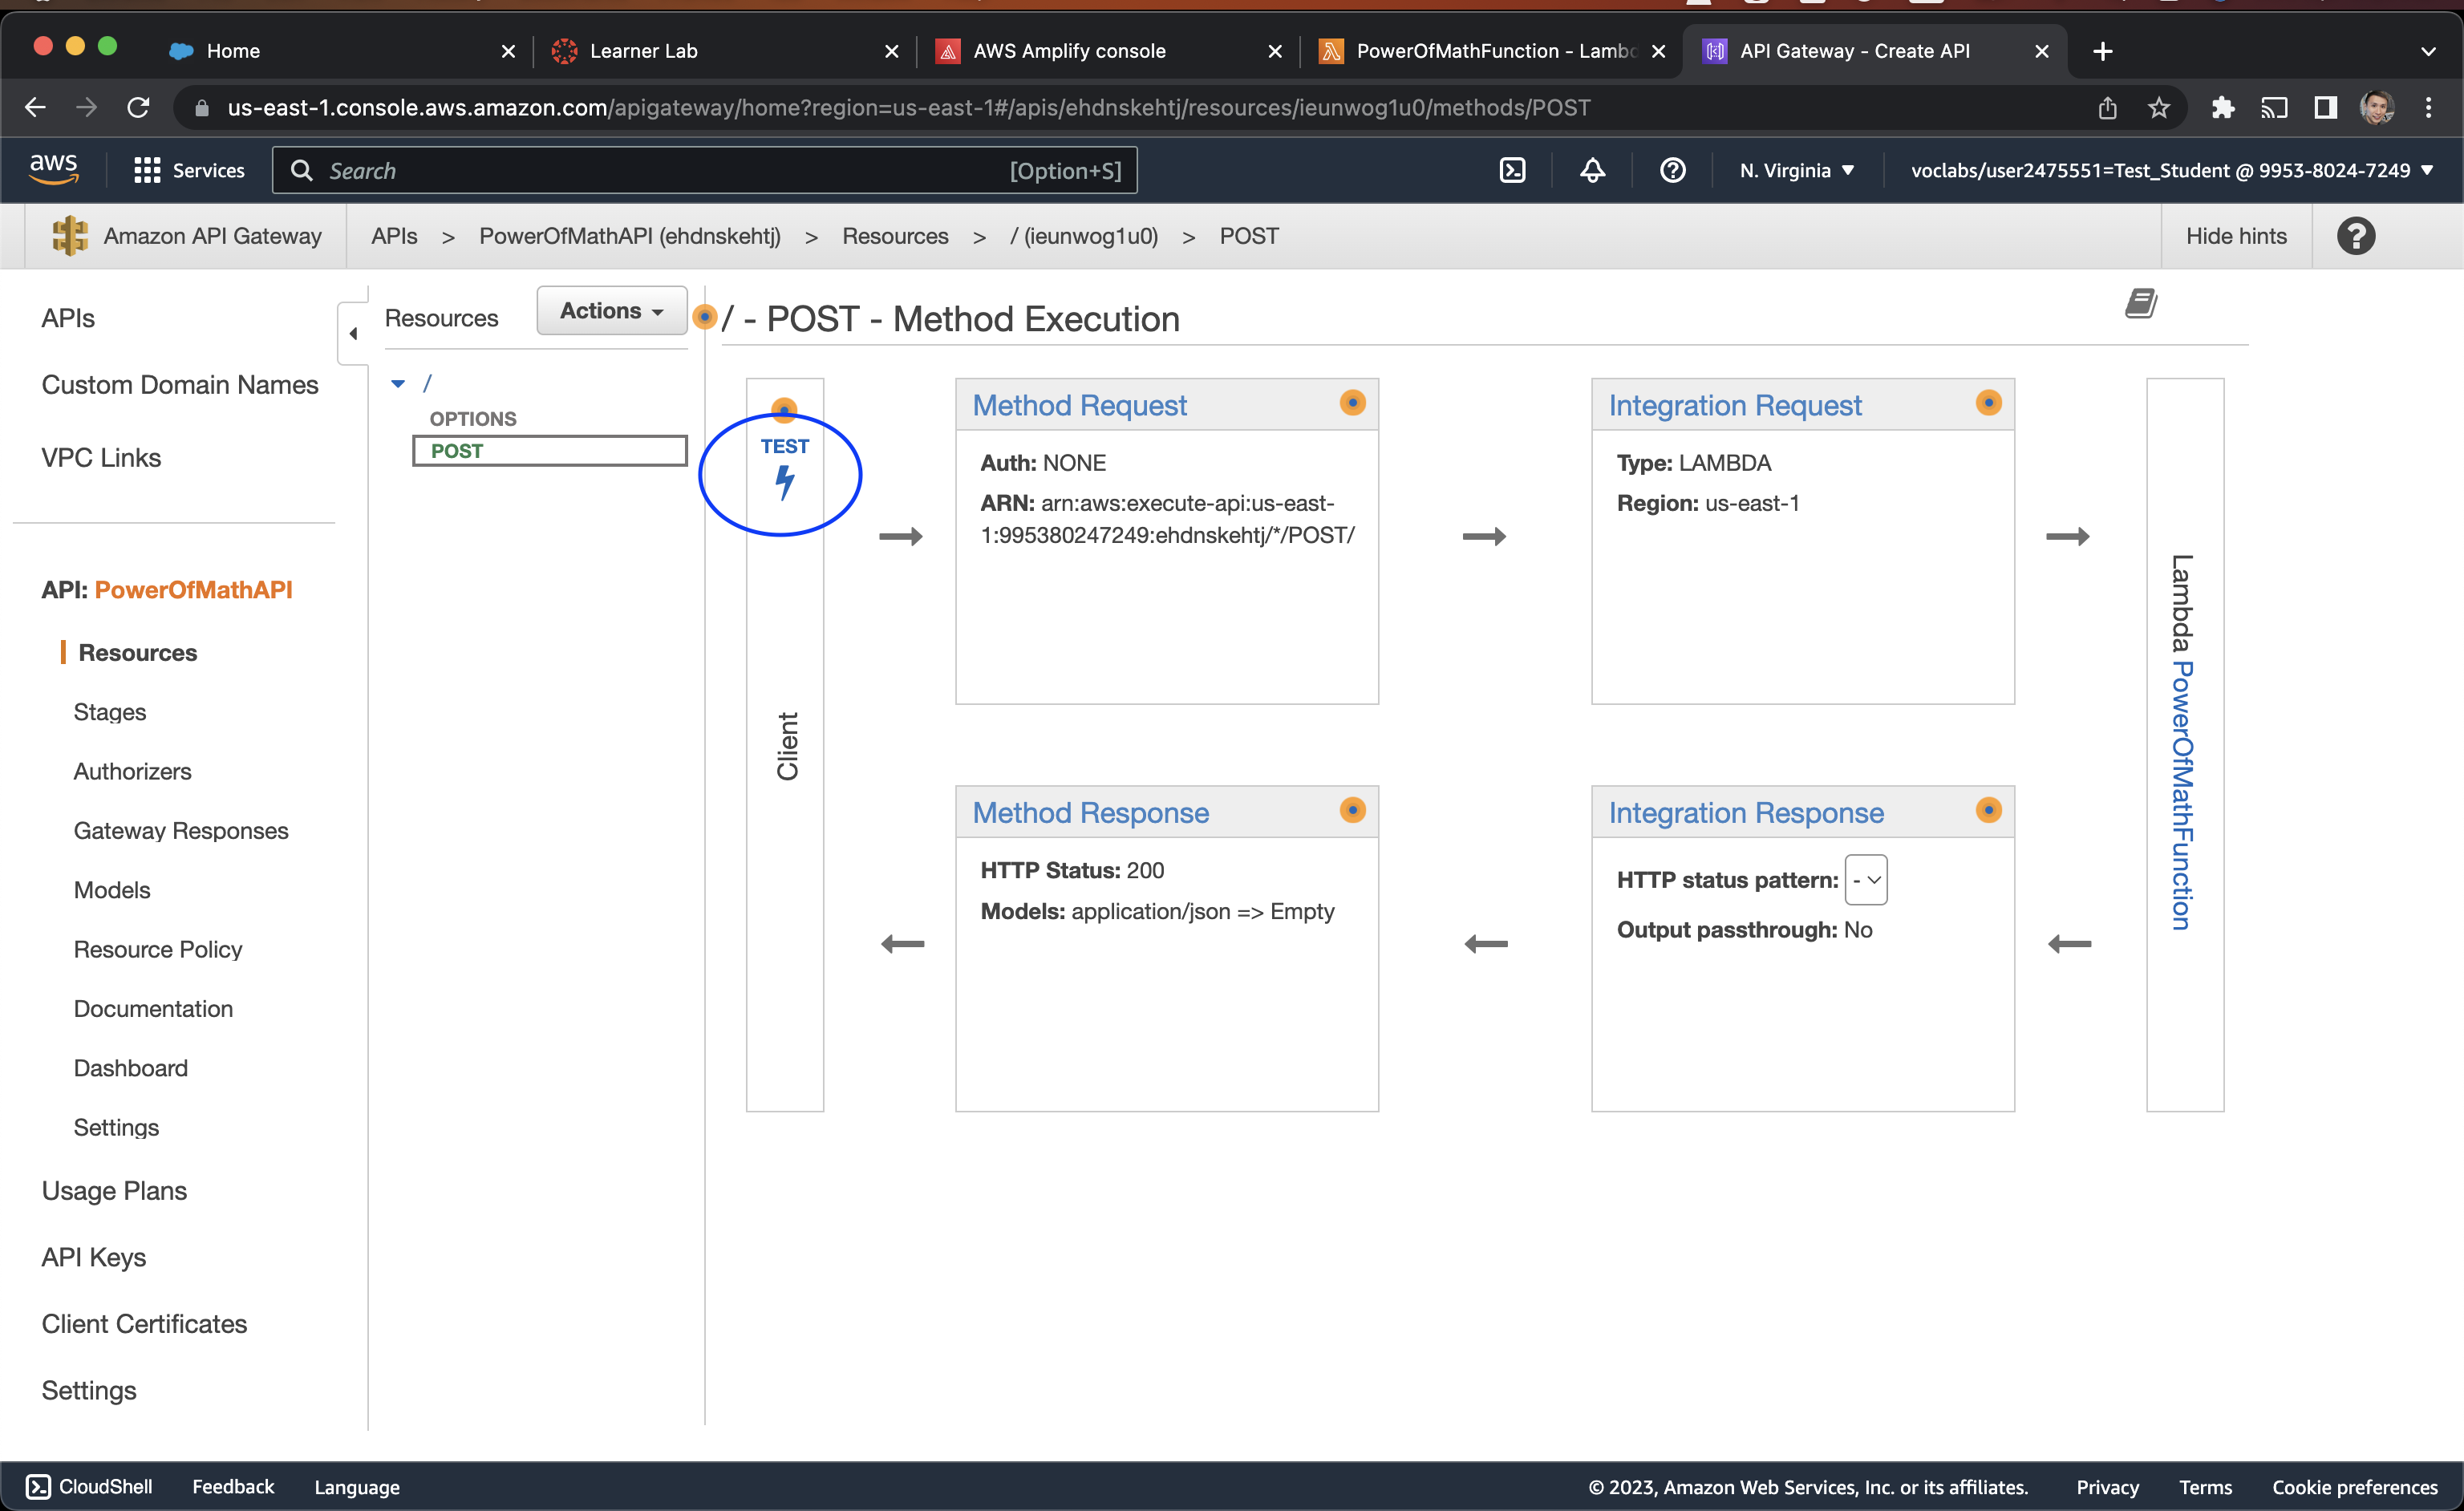 Home
Learner Lab
AWS Amplify console
PowerOfMathFunction - Lambd
API Gateway - Create API
us-east-1.console.aws.amazon.com/apigateway/home?region=us-east-1#/apis/ehdnskehtj/resources/ieunwog1u0/methods/POST
aws
Services
Search
[Option+S]
N. Virginia
voclabs/user2475551=Test_Student @ 9953-8024-7249
Amazon API Gateway
APIs > PowerOfMathAPI (ehdnskehtj) > Resources > / (ieunwog1u0) > POST
Hide hints
APIs
Custom Domain Names
VPC Links
API: PowerOfMathAPI
Resources
Stages
Authorizers
Gateway Responses
Models
Resource Policy
Documentation
Dashboard
Settings
Usage Plans
API Keys
Client Certificates
Settings
Resources
Actions
/
OPTIONS
POST
/ - POST - Method Execution
TEST
Client
Method Request
Auth: NONE
ARN: arn:aws:execute-api:us-east-
1:995380247249:ehdnskehtj/*/POST/
Integration Request
Type: LAMBDA
Region: us-east-1
Lambda PowerOfMathFunction
Method Response
HTTP Status: 200
Models: application/json => Empty
Integration Response
HTTP status pattern: -
Output passthrough: No
CloudShell
Feedback
Language
© 2023, Amazon Web Services, Inc. or its affiliates.
Privacy
Terms
Cookie preferences